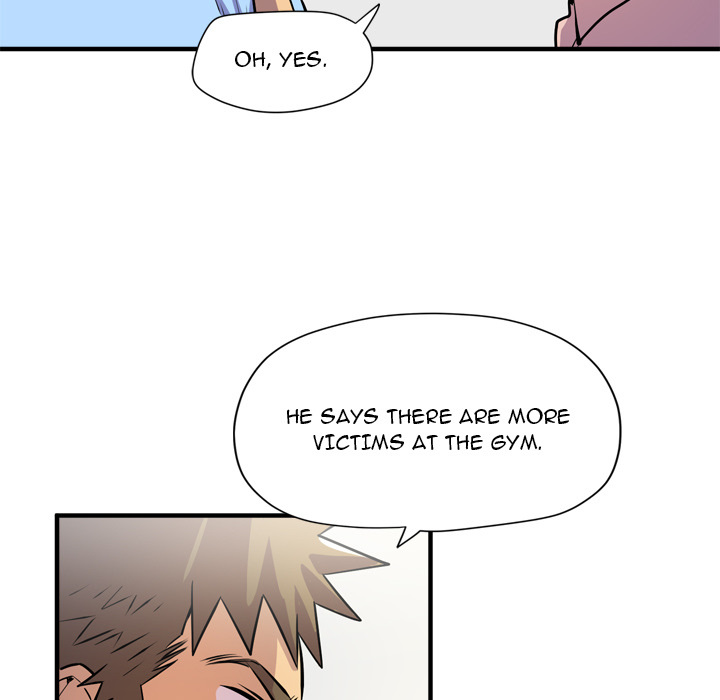 OH, YES.
HE SAYS THERE ARE MORE
VICTIMS AT THE GYM.